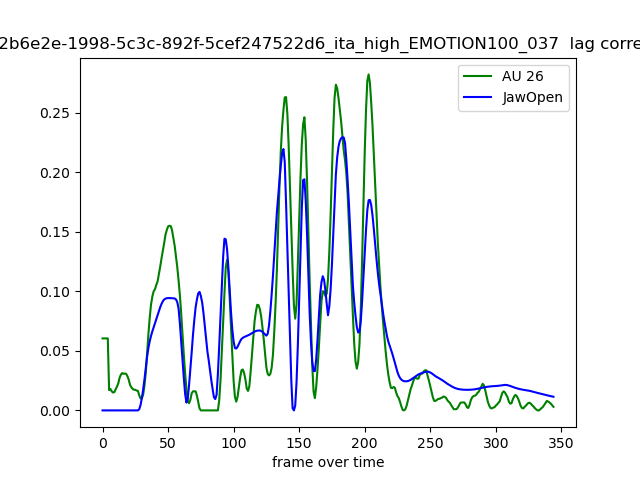 2b6e2e-1998-5c3c-892f-5cef247522d6_ita_high_EMOTION100_037 lag corre
AU 26
JawOpen
0.25
0.20
0.15
0.10
0.05
0.00
0 50 100 150 200 250 300 350
frame over time